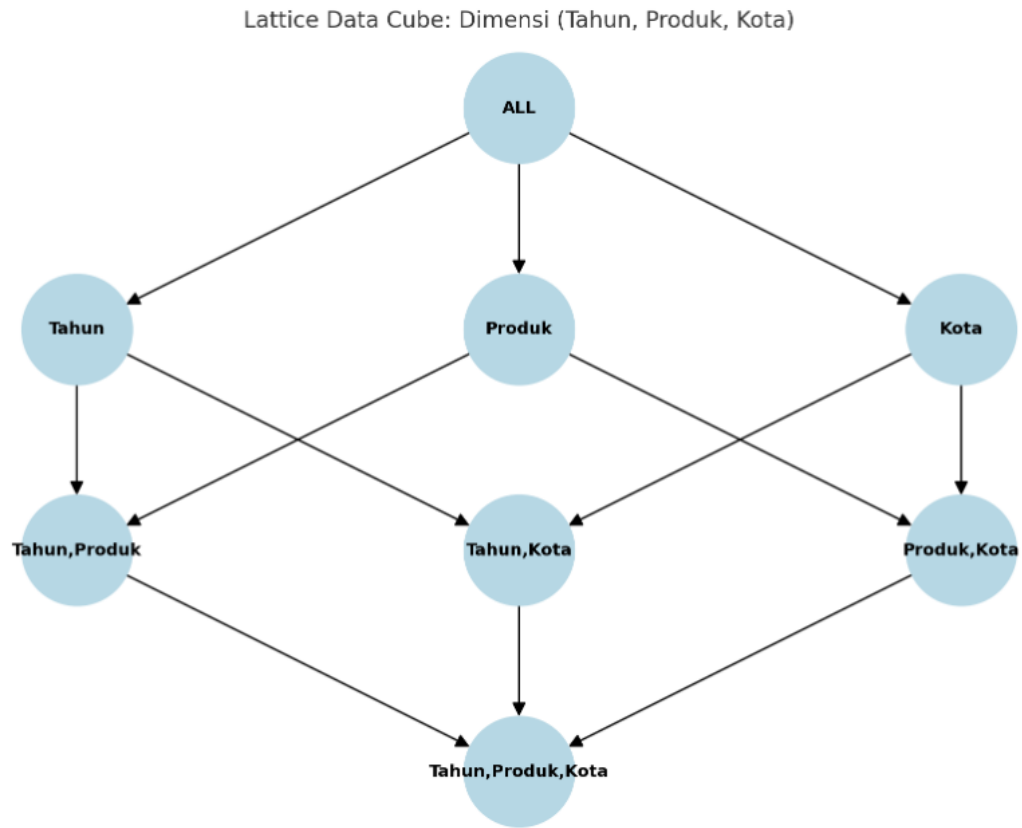 Lattice Data Cube: Dimensi (Tahun, Produk, Kota)
ALL
Tahun
Produk
Kota
Tahun,Produk
Tahun,Kota
Produk,Kota
Tahun,Produk,Kota